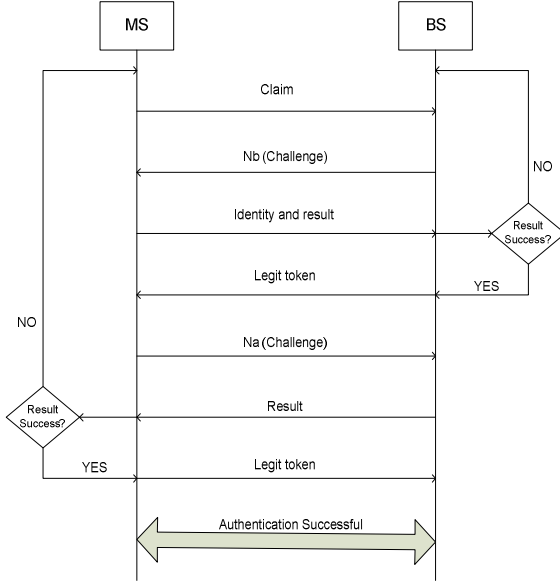 MS
BS
Claim
Nb (Challenge)
NO
Identity and result
Result
Success?
Legit token
YES
NO
Na (Challenge)
Result
Success?
Result
YES
Legit token
Authentication Successful